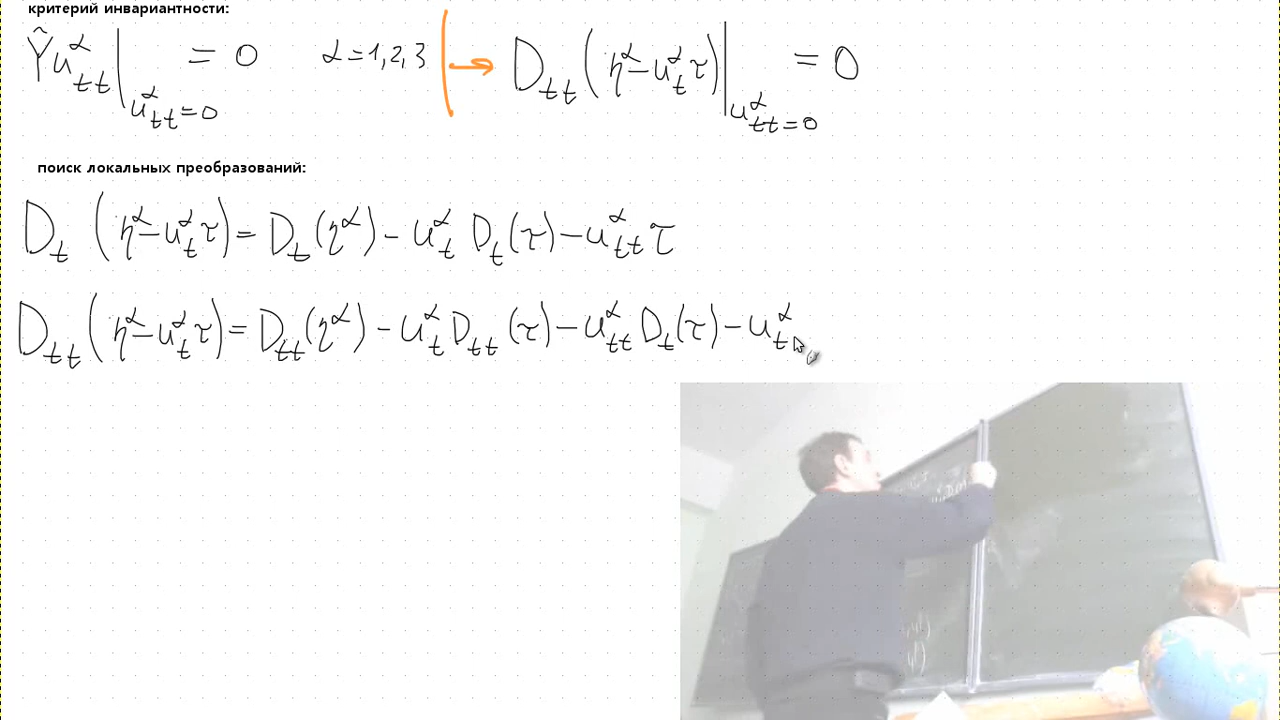 критерий инвариантности:
Ỹu^α_tt|_{u^α_tt=0} = 0 α=1,2,3 | → D_tt(η^α-u^α_t τ)|_{u^α_tt=0} = 0
поиск локальных преобразований:
D_t (η^α-u^α_t τ) = D_t(η^α) - u^α_t D_t(τ) - u^α_tt τ
D_tt (η^α-u^α_t τ) = D_tt(η^α) - u^α_t D_tt(τ) - u^α_tt D_t(τ) - u^α_t